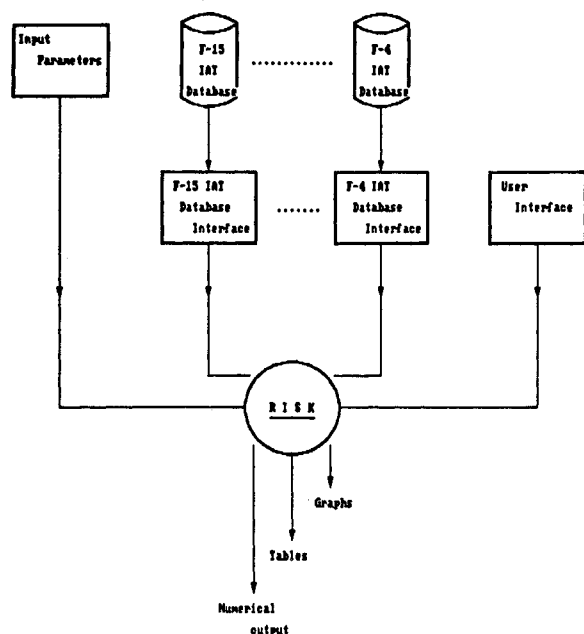 Input
Parameters
F-15
IAT
Database
F-4
IAT
Database
F-15 IAT
Database
Interface
F-4 IAT
Database
Interface
User
Interface
R I S K
Graphs
Tables
Numerical
output